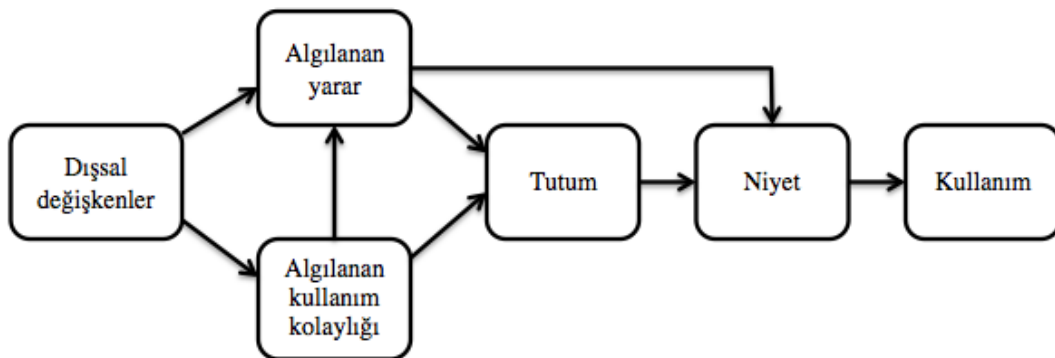 Algılanan
yarar
Dışsal
değişkenler
Tutum
Niyet
Kullanım
Algılanan
kullanım
kolaylığı